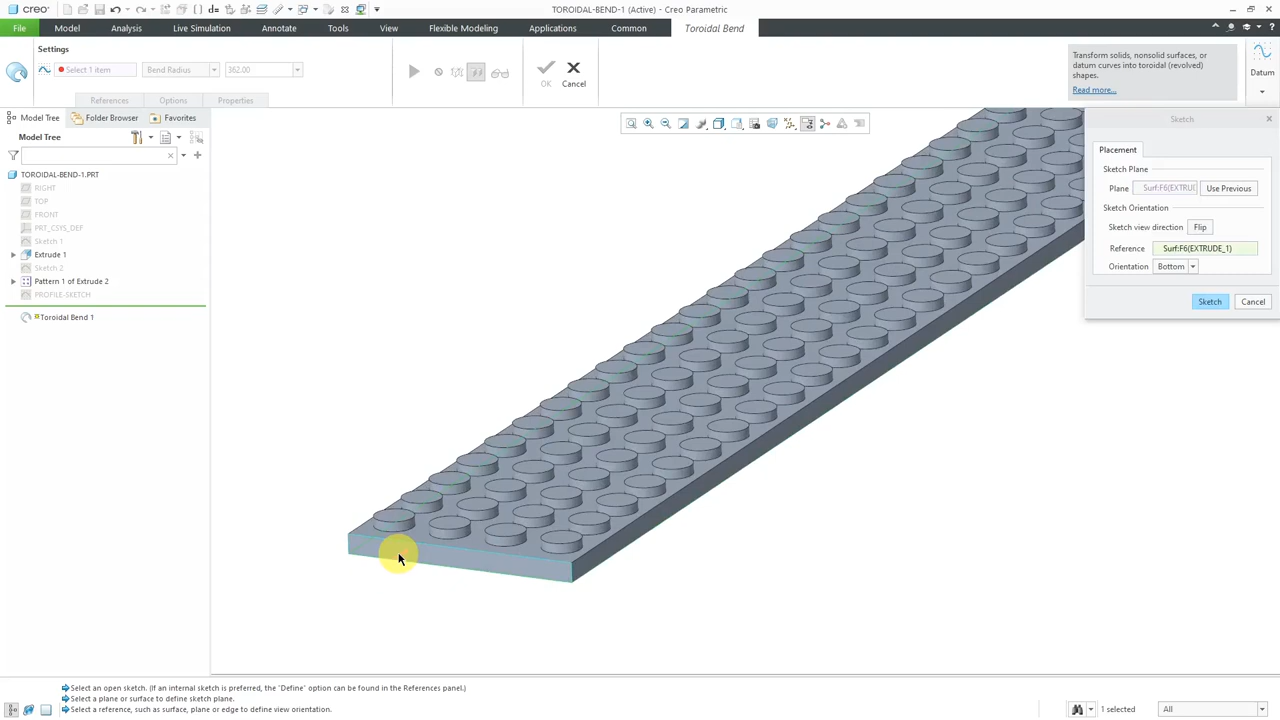 creo
TOROIDAL-BEND-1 (Active) - Creo Parametric
File
Model
Analysis
Live Simulation
Annotate
Tools
View
Flexible Modeling
Applications
Common
Toroidal Bend
Settings
Select 1 item
Bend Radius
362.00
OK
Cancel
Transform solids, nonsolid surfaces, or
datum curves into toroidal (revolved)
shapes.
Read more...
Datum
References
Options
Properties
Model Tree
Folder Browser
Favorites
Model Tree
TOROIDAL-BEND-1.PRT
RIGHT
TOP
FRONT
PRT_CSYS_DEF
Sketch 1
Extrude 1
Sketch 2
Pattern 1 of Extrude 2
PROFILE-SKETCH
Toroidal Bend 1
Sketch
Placement
Sketch Plane
Plane
Surf:F6(EXTRUI
Use Previous
Sketch Orientation
Sketch view direction
Flip
Reference
Surf:F6(EXTRUDE_1)
Orientation
Bottom
Sketch
Cancel
Select an open sketch. (If an internal sketch is preferred, the 'Define' option can be found in the References panel.)
Select a plane or surface to define sketch plane.
Select a reference, such as surface, plane or edge to define view orientation.
1 selected
All